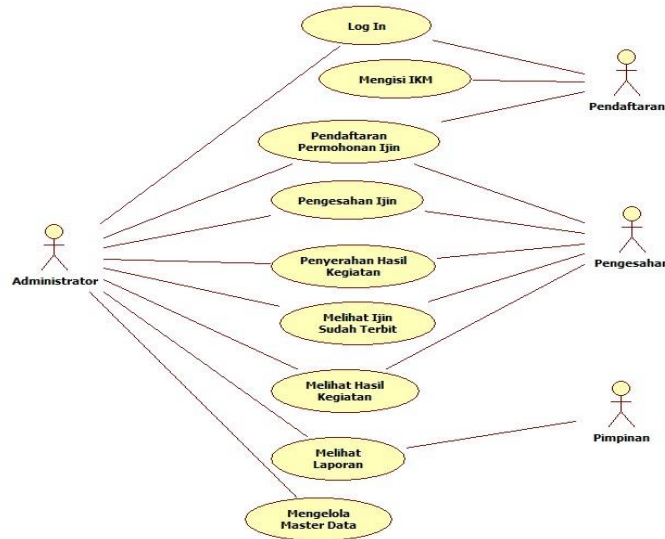 Log In
Mengisi IKM
Pendaftaran
Pendaftaran
Permohonan Ijin
Pengesahan Ijin
Administrator
Penyerahan Hasil
Kegiatan
Pengesahan
Melihat Ijin
Sudah Terbit
Melihat Hasil
Kegiatan
Pimpinan
Melihat
Laporan
Mengelola
Master Data